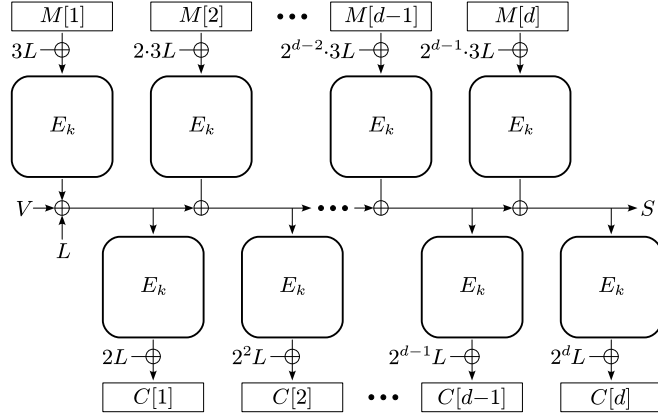 M[1] M[2] ••• M[d−1] M[d]
3L 2·3L 2^{d−2}·3L 2^{d−1}·3L
E_k E_k E_k E_k
V ••• S
L
E_k E_k E_k E_k
2L 2^2L 2^{d−1}L 2^dL
C[1] C[2] ••• C[d−1] C[d]